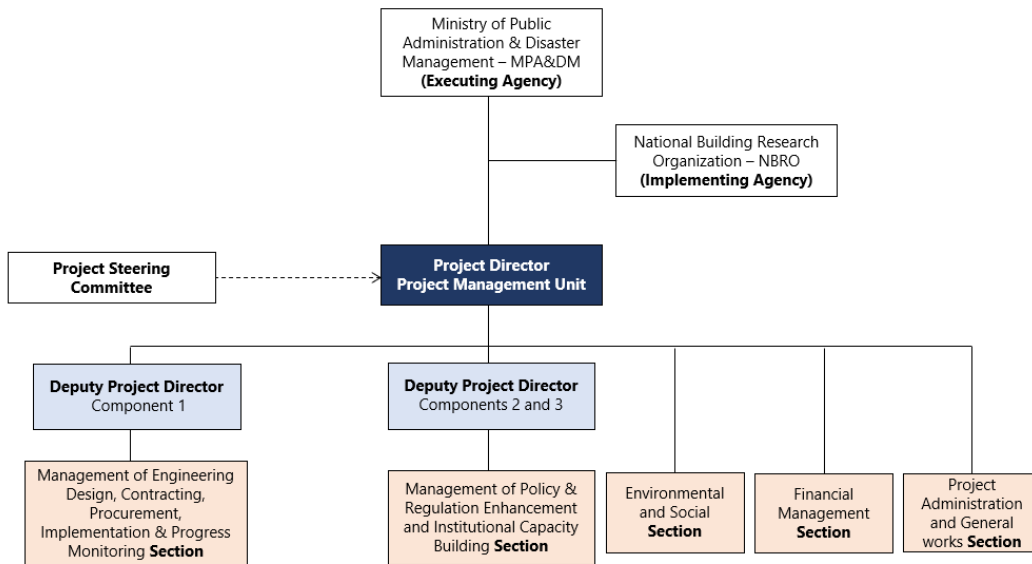 Ministry of Public
Administration & Disaster
Management – MPA&DM
(Executing Agency)
National Building Research
Organization – NBRO
(Implementing Agency)
Project Steering
Committee
Project Director
Project Management Unit
Deputy Project Director
Component 1
Deputy Project Director
Components 2 and 3
Management of Engineering
Design, Contracting,
Procurement,
Implementation & Progress
Monitoring Section
Management of Policy &
Regulation Enhancement
and Institutional Capacity
Building Section
Environmental
and Social
Section
Financial
Management
Section
Project
Administration
and General
works Section